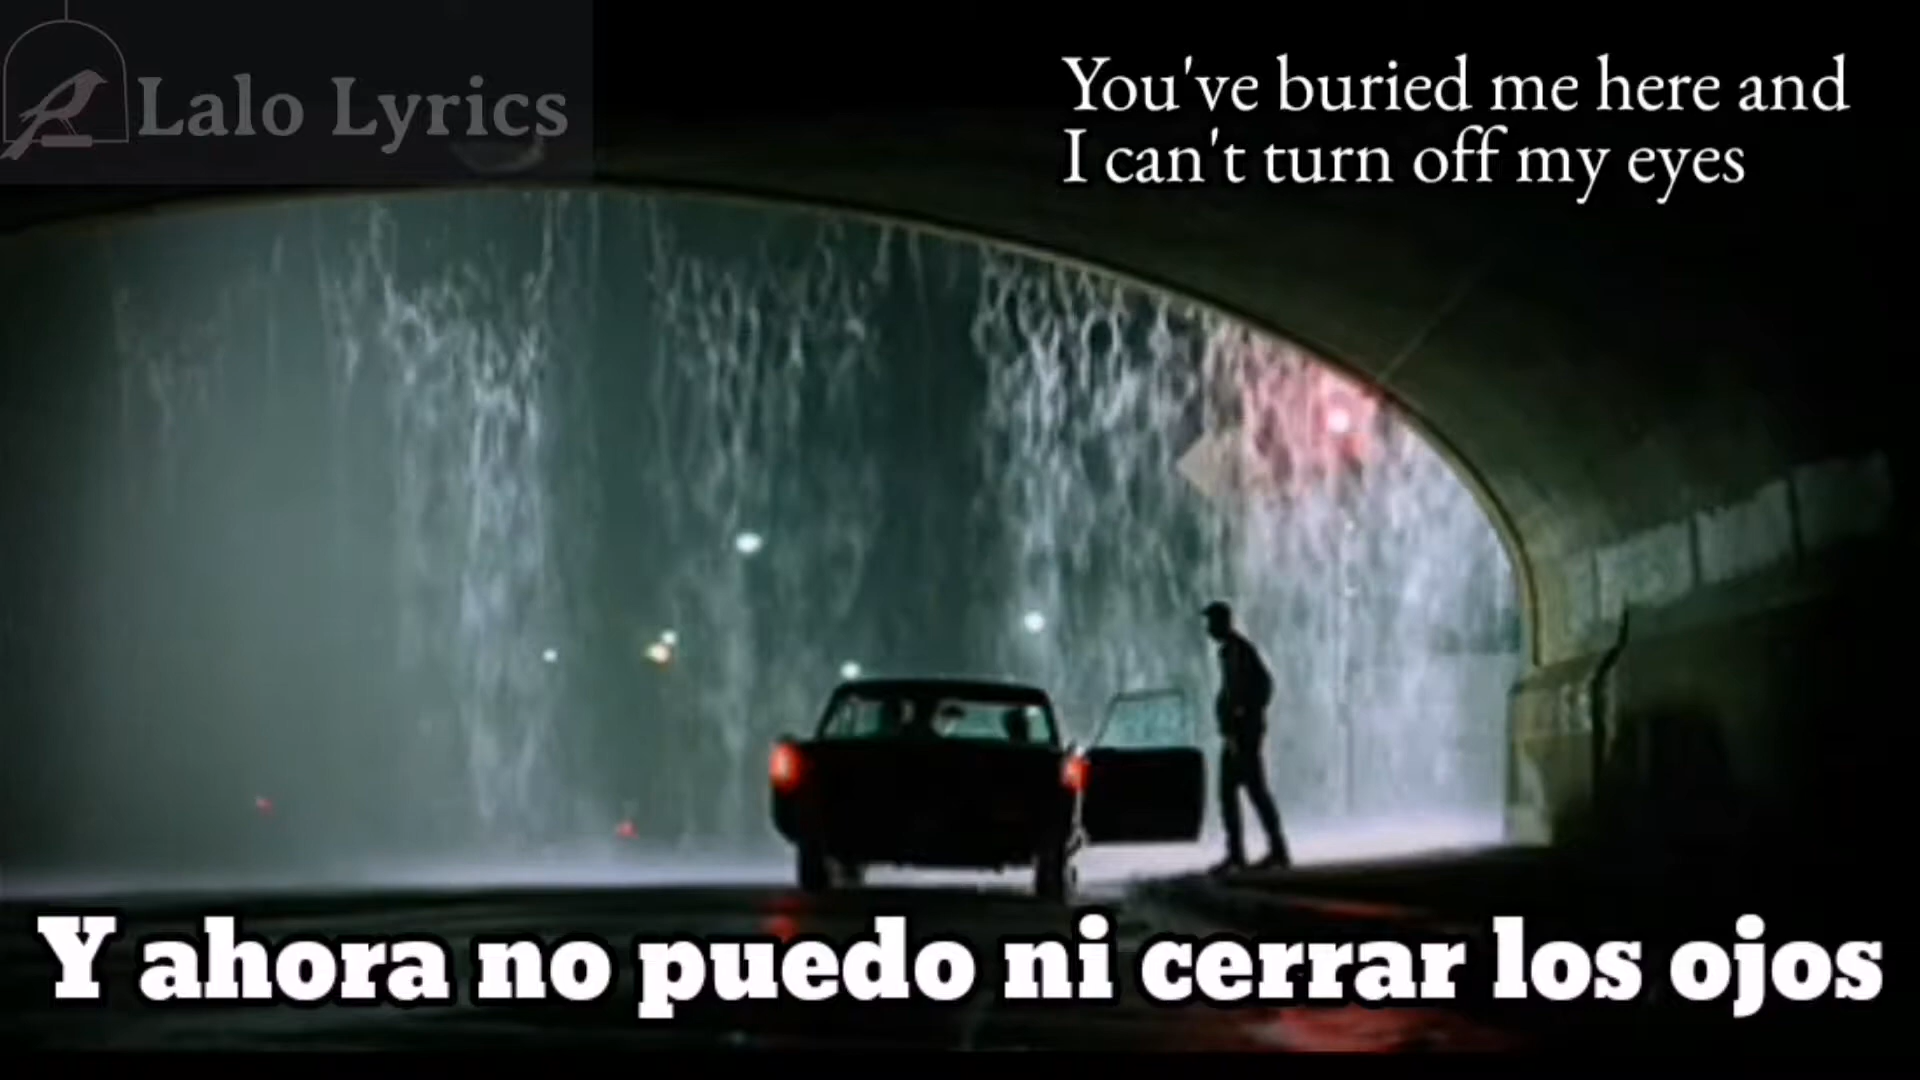 Lalo Lyrics
You've buried me here and
I can't turn off my eyes
Y ahora no puedo ni cerrar los ojos